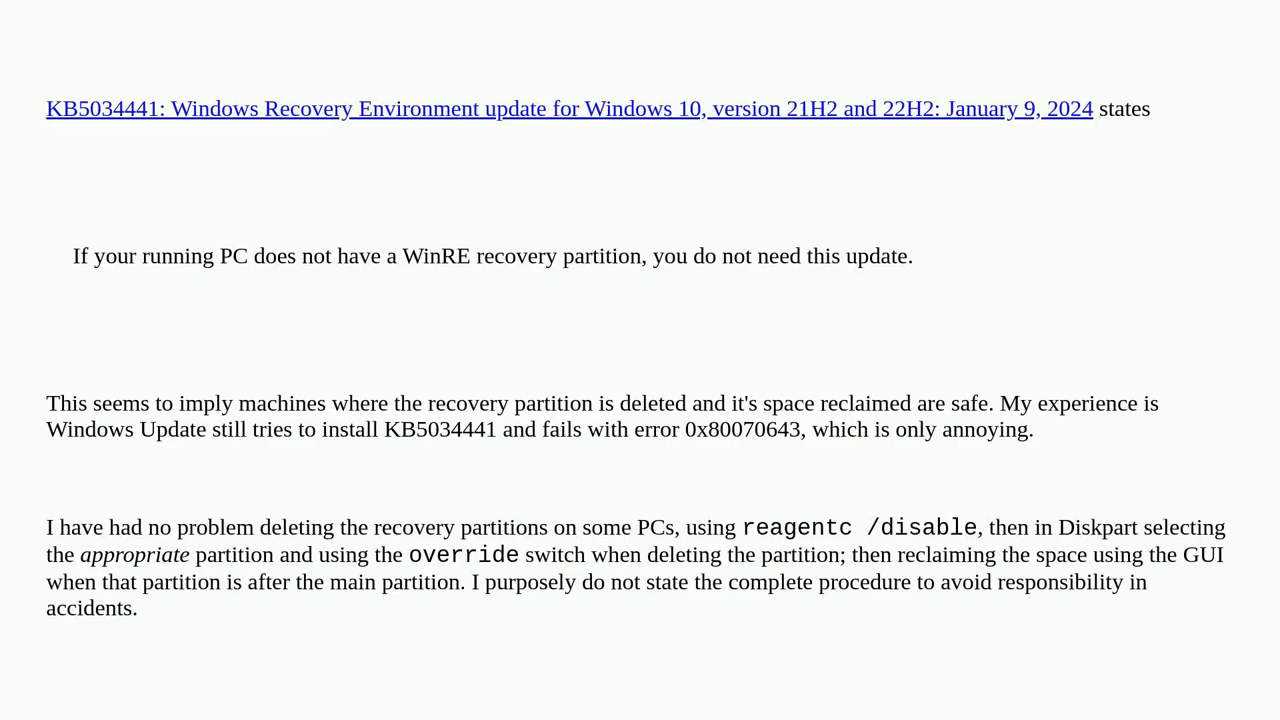 KB5034441: Windows Recovery Environment update for Windows 10, version 21H2 and 22H2: January 9, 2024 states
If your running PC does not have a WinRE recovery partition, you do not need this update.
This seems to imply machines where the recovery partition is deleted and it's space reclaimed are safe. My experience is
Windows Update still tries to install KB5034441 and fails with error 0x80070643, which is only annoying.
I have had no problem deleting the recovery partitions on some PCs, using reagentc /disable, then in Diskpart selecting
the appropriate partition and using the override switch when deleting the partition; then reclaiming the space using the GUI
when that partition is after the main partition. I purposely do not state the complete procedure to avoid responsibility in
accidents.